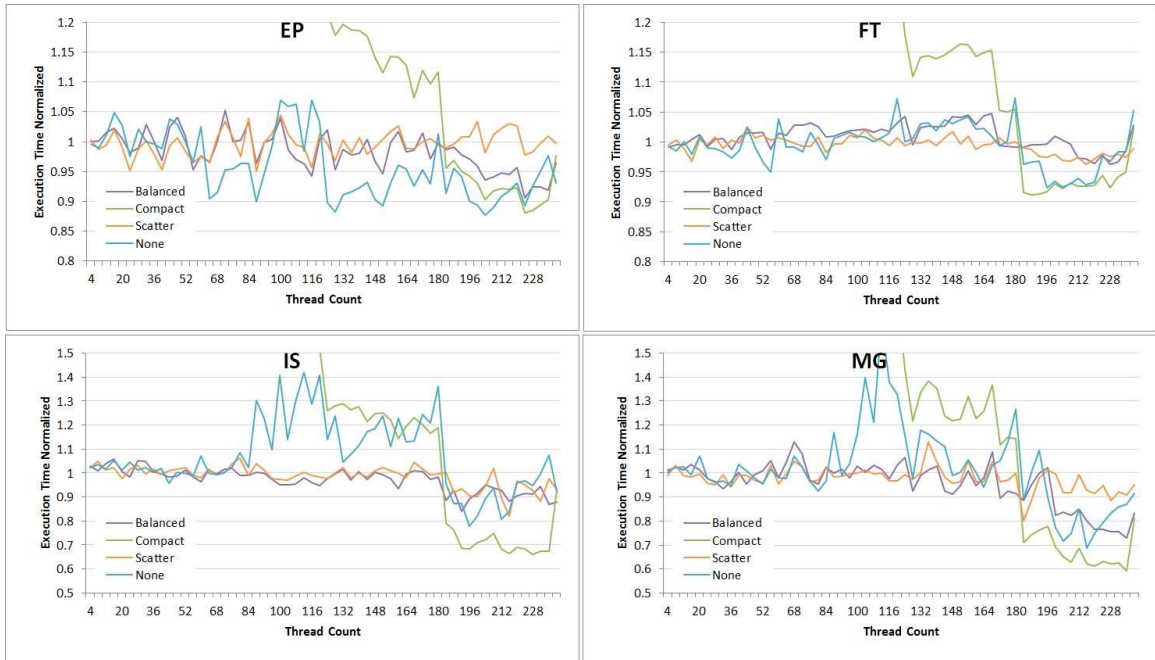 EP
Execution Time Normalized
1.2
1.15
1.1
1.05
1
0.95
0.9
0.85
0.8
Balanced
Compact
Scatter
None
4 20 36 52 68 84 100 116 132 148 164 180 196 212 228
Thread Count
FT
Execution Time Normalized
1.2
1.15
1.1
1.05
1
0.95
0.9
0.85
0.8
Balanced
Compact
Scatter
None
4 20 36 52 68 84 100 116 132 148 164 180 196 212 228
Thread Count
IS
Execution Time Normalized
1.5
1.4
1.3
1.2
1.1
1
0.9
0.8
0.7
0.6
0.5
Balanced
Compact
Scatter
None
4 20 36 52 68 84 100 116 132 148 164 180 196 212 228
Thread Count
MG
Execution Time Normalized
1.5
1.4
1.3
1.2
1.1
1
0.9
0.8
0.7
0.6
0.5
Balanced
Compact
Scatter
None
4 20 36 52 68 84 100 116 132 148 164 180 196 212 228
Thread Count